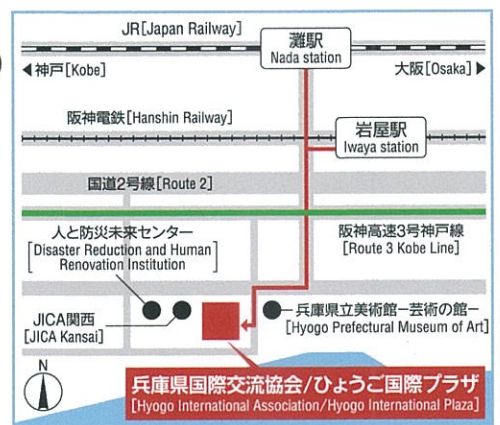 JR[Japan Railway]
灘駅
Nada station
◀神戸[Kobe]
大阪[Osaka]▶
阪神電鉄[Hanshin Railway]
岩屋駅
Iwaya station
国道2号線[Route 2]
人と防災未来センター
[Disaster Reduction and Human
Renovation Institution]
阪神高速3号神戸線
[Route 3 Kobe Line]
JICA関西
[JICA Kansai]
兵庫県立美術館−芸術の館−
[Hyogo Prefectural Museum of Art]
N
兵庫県国際交流協会/ひょうご国際プラザ
[Hyogo International Association/Hyogo International Plaza]